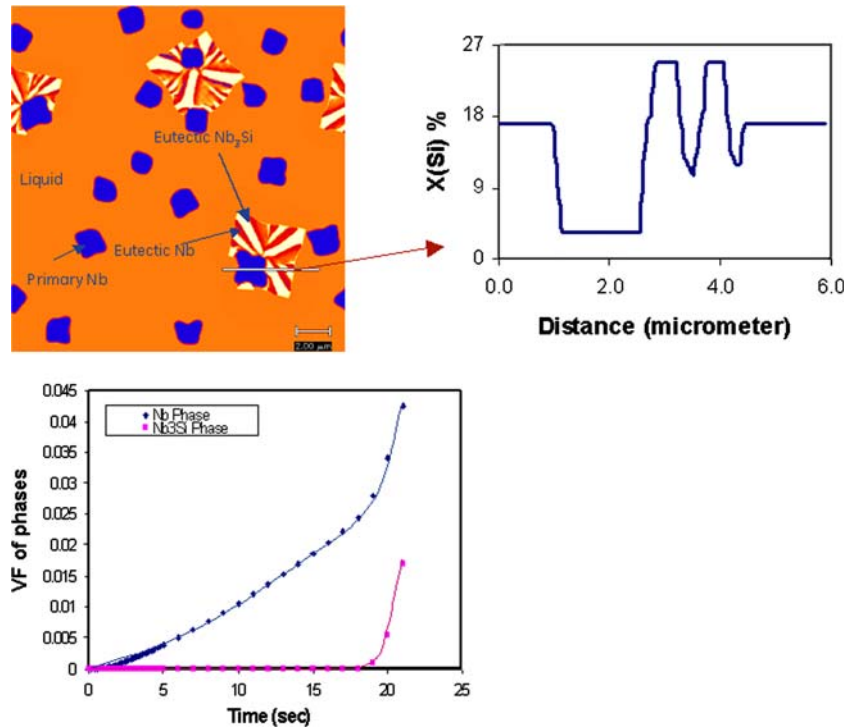 Eutectic Nb₃Si
Liquid
Eutectic Nb
Primary Nb
2.00 μm
X(Si) %
27
18
9
0
0.0 2.0 4.0 6.0
Distance (micrometer)
VF of phases
0.045
0.04
0.035
0.03
0.025
0.02
0.015
0.01
0.005
0
Nb Phase
Nb3Si Phase
0 5 10 15 20 25
Time (sec)